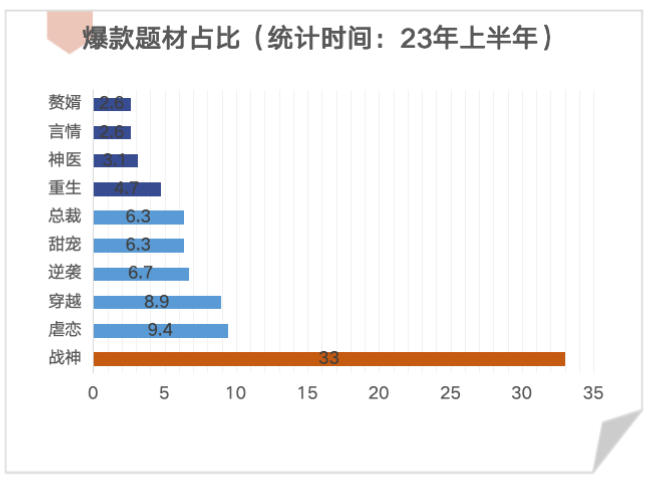 爆款题材占比（统计时间：23年上半年）
赘婿 2.6
言情 2.6
神医 3.1
重生 4.7
总裁 6.3
甜宠 6.3
逆袭 6.7
穿越 8.9
虐恋 9.4
战神 33
0 5 10 15 20 25 30 35